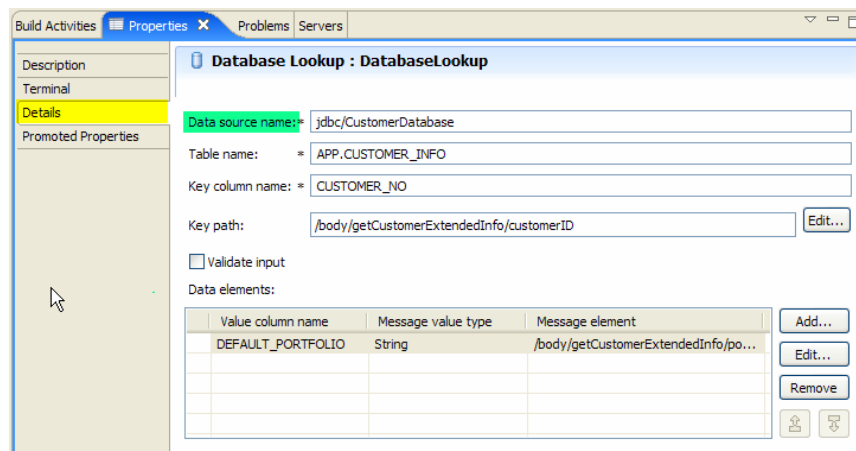 Build Activities Properties Problems Servers
Description
Terminal
Details
Promoted Properties
Database Lookup : DatabaseLookup
Data source name:* jdbc/CustomerDatabase
Table name: * APP.CUSTOMER_INFO
Key column name: * CUSTOMER_NO
Key path: /body/getCustomerExtendedInfo/customerID Edit...
Validate input
Data elements:
Value column name Message value type Message element Add...
DEFAULT_PORTFOLIO String /body/getCustomerExtendedInfo/po...
Edit...
Remove